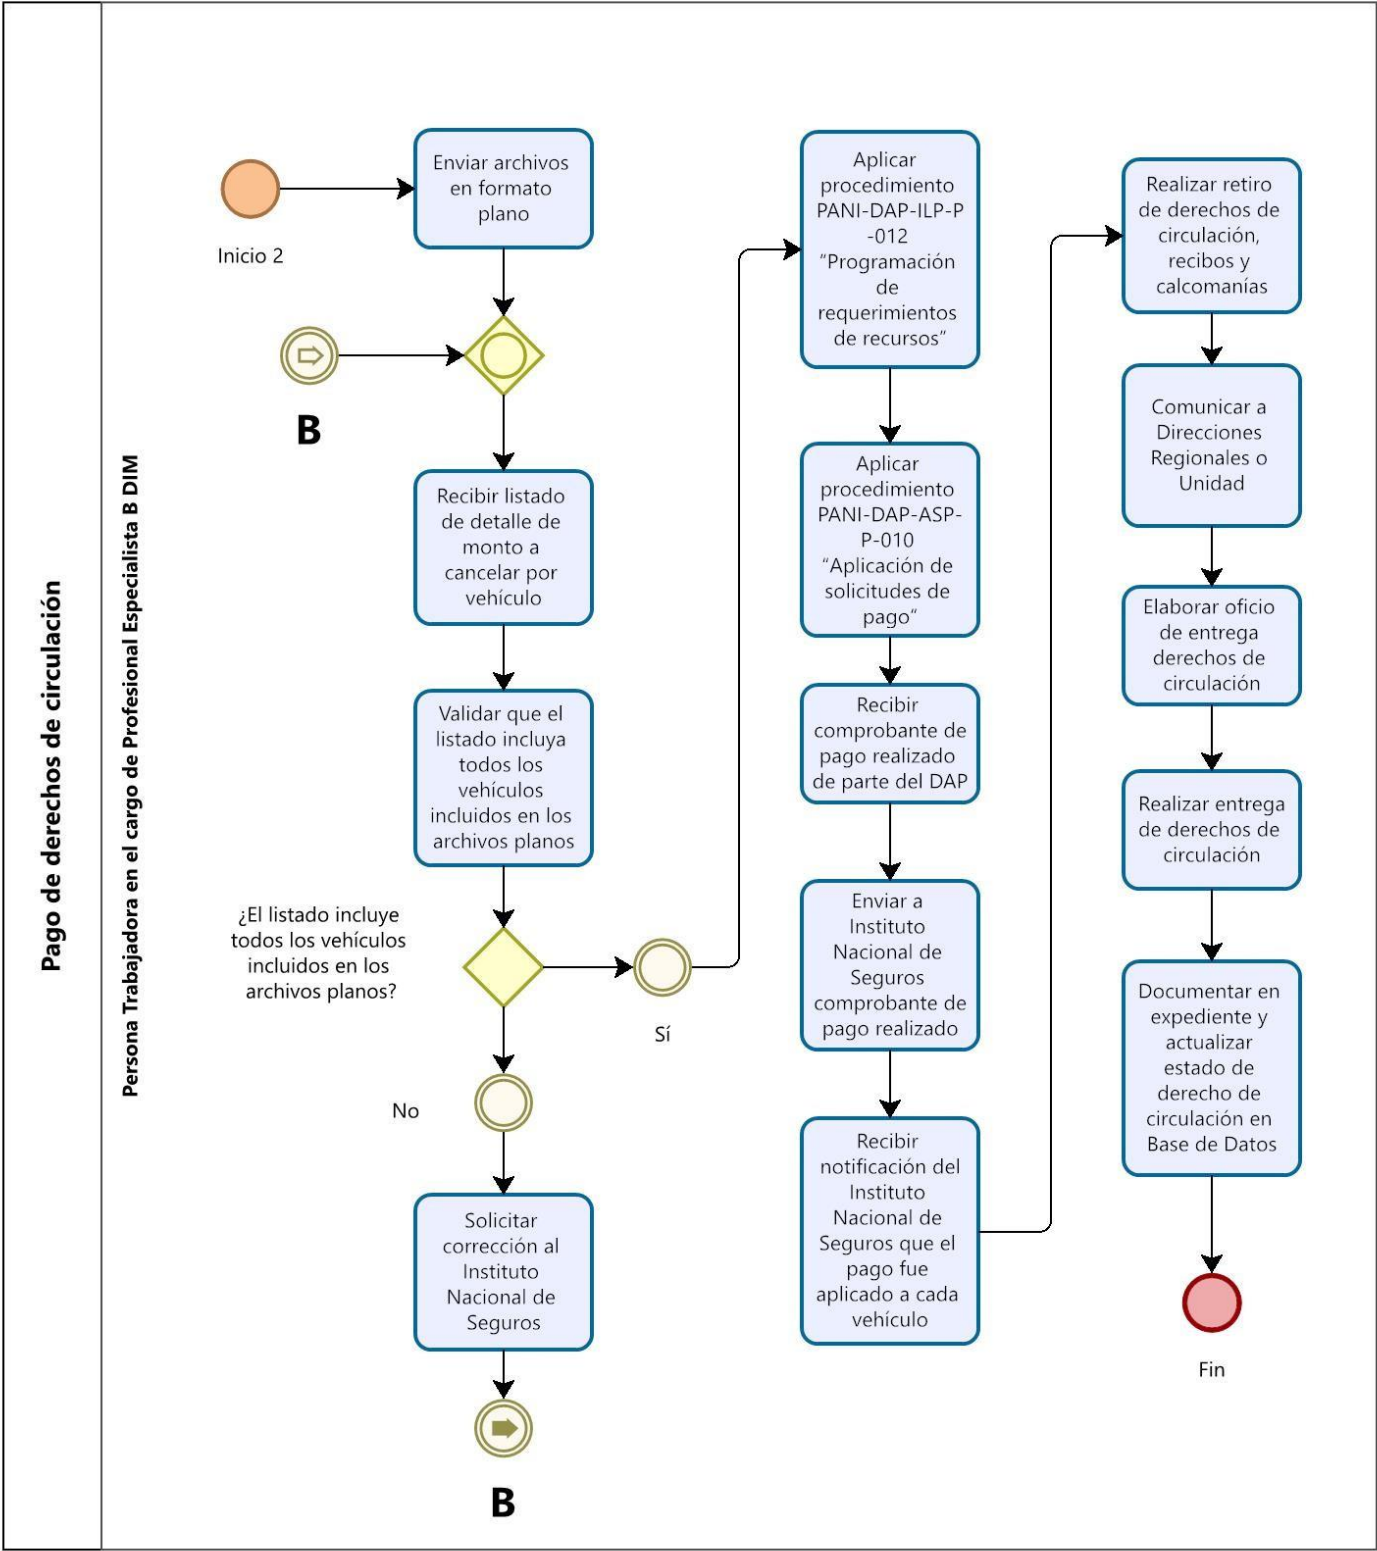 Pago de derechos de circulación
Persona Trabajadora en el cargo de Profesional Especialista B DIM
Inicio 2
Enviar archivos
en formato
plano
B
Recibir listado
de detalle de
monto a
cancelar por
vehículo
Validar que el
listado incluya
todos los
vehículos
incluidos en los
archivos planos
¿El listado incluye
todos los vehículos
incluidos en los
archivos planos?
Sí
No
Solicitar
corrección al
Instituto
Nacional de
Seguros
B
Aplicar
procedimiento
PANI-DAP-ILP-P
-012
“Programación
de
requerimientos
de recursos”
Aplicar
procedimiento
PANI-DAP-ASP-
P-010
“Aplicación de
solicitudes de
pago“
Recibir
comprobante de
pago realizado
de parte del DAP
Enviar a
Instituto
Nacional de
Seguros
comprobante de
pago realizado
Recibir
notificación del
Instituto
Nacional de
Seguros que el
pago fue
aplicado a cada
vehículo
Realizar retiro
de derechos de
circulación,
recibos y
calcomanías
Comunicar a
Direcciones
Regionales o
Unidad
Elaborar oficio
de entrega
derechos de
circulación
Realizar entrega
de derechos de
circulación
Documentar en
expediente y
actualizar
estado de
derecho de
circulación en
Base de Datos
Fin